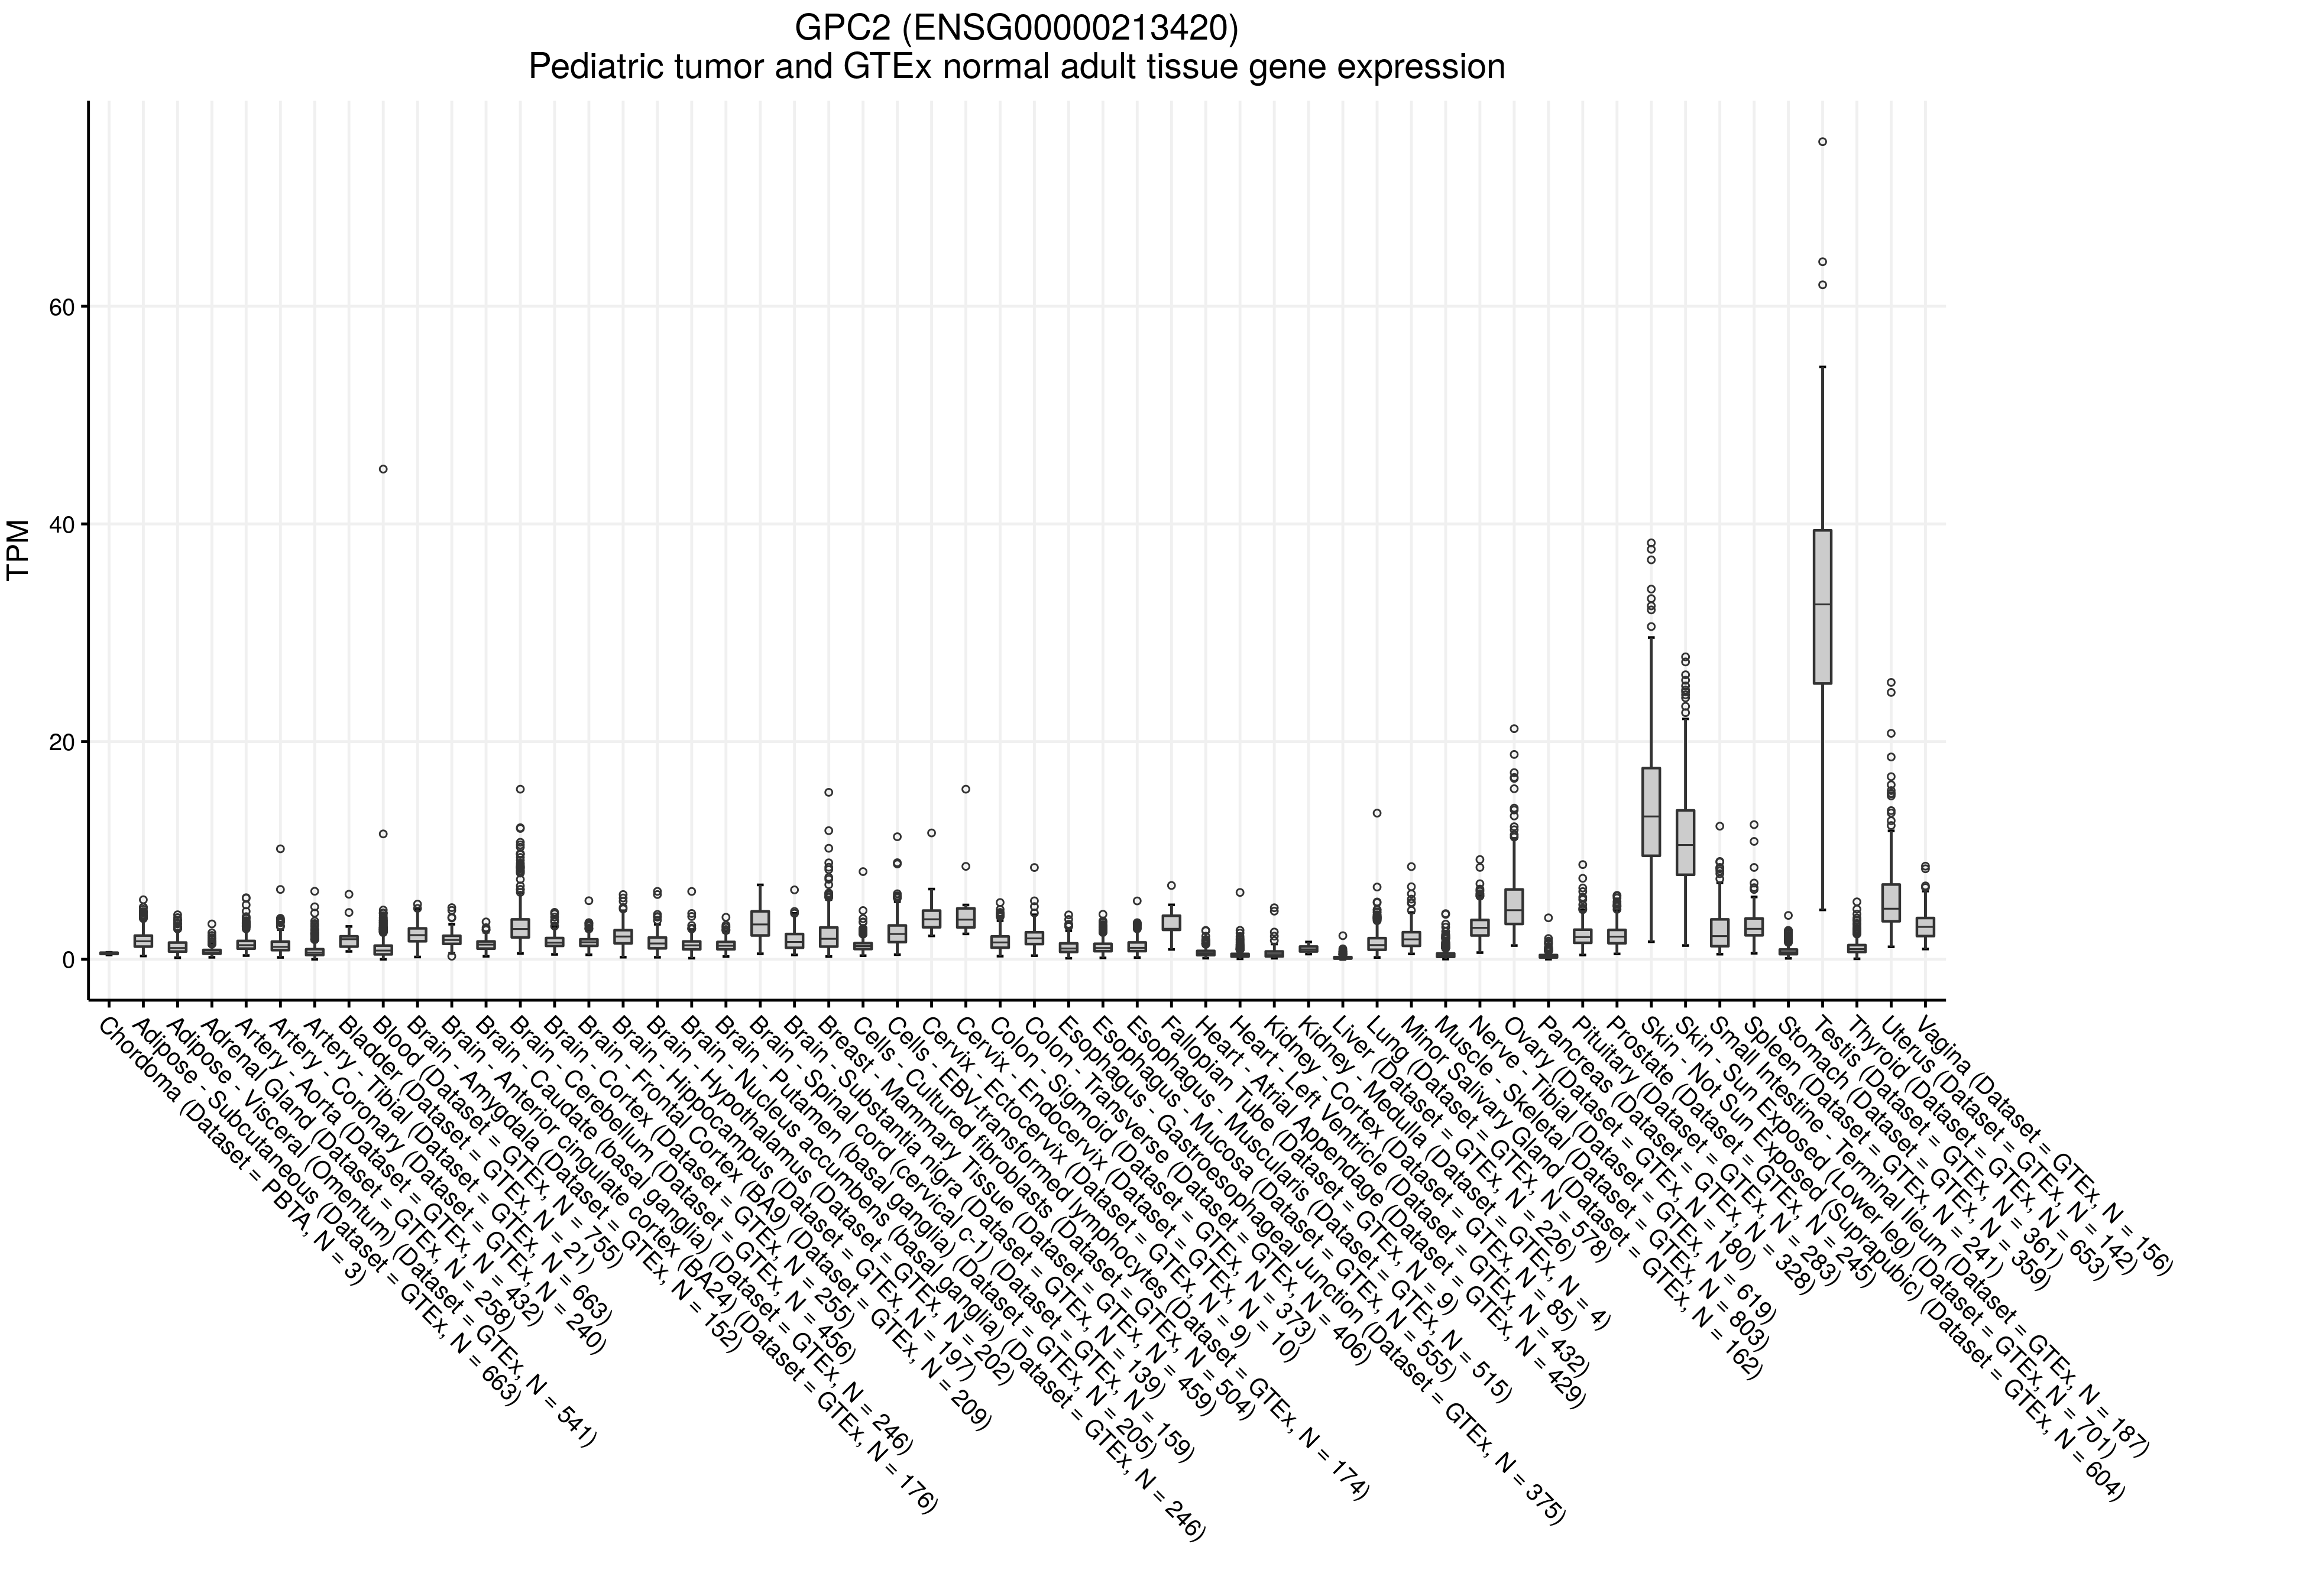 GPC2 (ENSG00000213420)
Pediatric tumor and GTEx normal adult tissue gene expression
TPM
60
40
20
0
Chordoma (Dataset = PBTA, N = 3)
Adipose - Subcutaneous (Dataset = GTEx, N = 663)
Adipose - Visceral (Omentum) (Dataset = GTEx, N = 541)
Adrenal Gland (Dataset = GTEx, N = 258)
Artery - Aorta (Dataset = GTEx, N = 432)
Artery - Coronary (Dataset = GTEx, N = 240)
Artery - Tibial (Dataset = GTEx, N = 663)
Bladder (Dataset = GTEx, N = 21)
Blood (Dataset = GTEx, N = 755)
Brain - Amygdala (Dataset = GTEx, N = 152)
Brain - Anterior cingulate cortex (BA24) (Dataset = GTEx, N = 176)
Brain - Caudate (basal ganglia) (Dataset = GTEx, N = 246)
Brain - Cerebellum (Dataset = GTEx, N = 456)
Brain - Cortex (Dataset = GTEx, N = 255)
Brain - Frontal Cortex (BA9) (Dataset = GTEx, N = 209)
Brain - Hippocampus (Dataset = GTEx, N = 197)
Brain - Hypothalamus (Dataset = GTEx, N = 202)
Brain - Nucleus accumbens (basal ganglia) (Dataset = GTEx, N = 246)
Brain - Putamen (basal ganglia) (Dataset = GTEx, N = 205)
Brain - Spinal cord (cervical c-1) (Dataset = GTEx, N = 159)
Brain - Substantia nigra (Dataset = GTEx, N = 139)
Breast - Mammary Tissue (Dataset = GTEx, N = 459)
Cells - Cultured fibroblasts (Dataset = GTEx, N = 504)
Cells - EBV-transformed lymphocytes (Dataset = GTEx, N = 174)
Cervix - Ectocervix (Dataset = GTEx, N = 9)
Cervix - Endocervix (Dataset = GTEx, N = 10)
Colon - Sigmoid (Dataset = GTEx, N = 373)
Colon - Transverse (Dataset = GTEx, N = 406)
Esophagus - Gastroesophageal Junction (Dataset = GTEx, N = 375)
Esophagus - Mucosa (Dataset = GTEx, N = 555)
Esophagus - Muscularis (Dataset = GTEx, N = 515)
Fallopian Tube (Dataset = GTEx, N = 9)
Heart - Atrial Appendage (Dataset = GTEx, N = 429)
Heart - Left Ventricle (Dataset = GTEx, N = 432)
Kidney - Cortex (Dataset = GTEx, N = 85)
Kidney - Medulla (Dataset = GTEx, N = 4)
Liver (Dataset = GTEx, N = 226)
Lung (Dataset = GTEx, N = 578)
Minor Salivary Gland (Dataset = GTEx, N = 162)
Muscle - Skeletal (Dataset = GTEx, N = 803)
Nerve - Tibial (Dataset = GTEx, N = 619)
Ovary (Dataset = GTEx, N = 180)
Pancreas (Dataset = GTEx, N = 328)
Pituitary (Dataset = GTEx, N = 283)
Prostate (Dataset = GTEx, N = 245)
Skin - Not Sun Exposed (Suprapubic) (Dataset = GTEx, N = 604)
Skin - Sun Exposed (Lower leg) (Dataset = GTEx, N = 701)
Small Intestine - Terminal Ileum (Dataset = GTEx, N = 187)
Spleen (Dataset = GTEx, N = 241)
Stomach (Dataset = GTEx, N = 359)
Testis (Dataset = GTEx, N = 361)
Thyroid (Dataset = GTEx, N = 653)
Uterus (Dataset = GTEx, N = 142)
Vagina (Dataset = GTEx, N = 156)